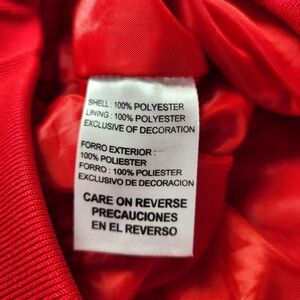 SHELL: 100% POLYESTER
LINING: 100% POLYESTER
EXCLUSIVE OF DECORATION
FORRO EXTERIOR :
100% POLIESTER
FORRO : 100% POLIESTER
EXCLUSIVO DE DECORACION
CARE ON REVERSE
PRECAUCIONES
EN EL REVERSO